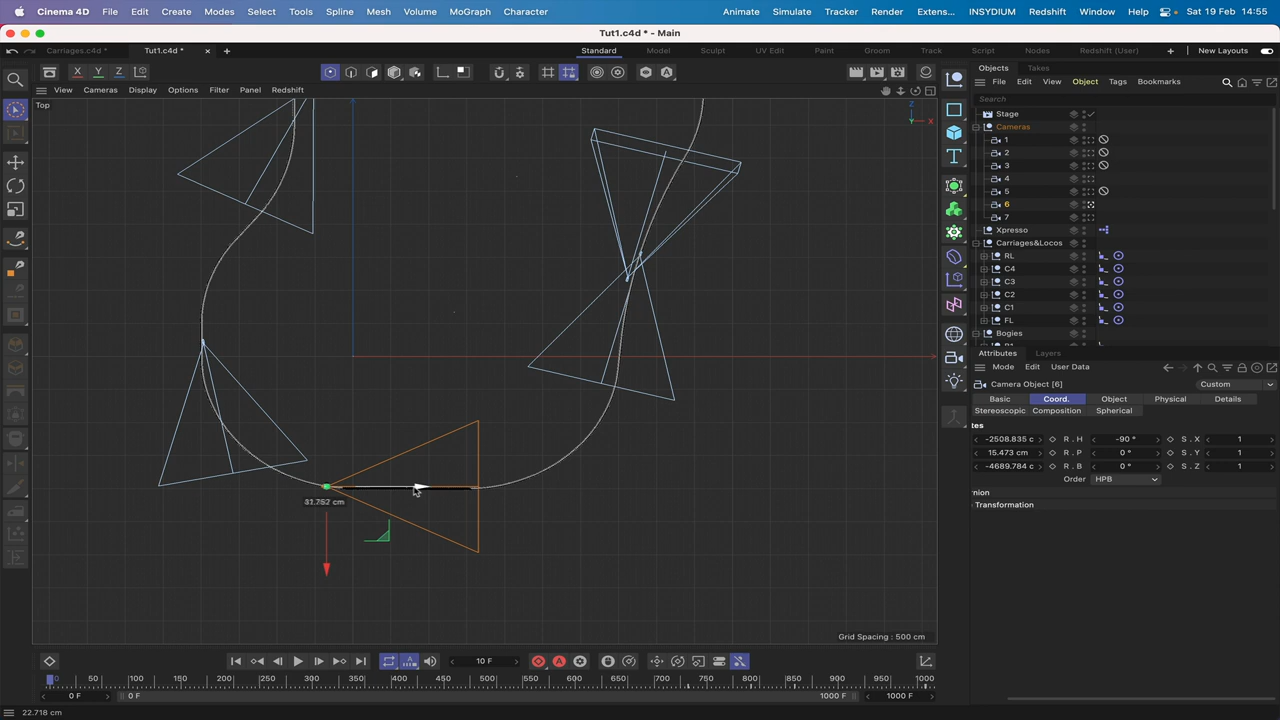 Cinema 4D File Edit Create Modes Select Tools Spline Mesh Volume MoGraph Character Animate Simulate Tracker Render Extens... INSYDIUM Redshift Window Help Sat 19 Feb 14:55
Tut1.c4d * - Main
Carriages.c4d * Tut1.c4d * Standard Model Sculpt UV Edit Paint Groom Track Script Nodes Redshift (User) New Layouts
X Y Z
Objects Takes
File Edit View Object Tags Bookmarks
View Cameras Display Options Filter Panel Redshift
Search
Top
Z
Y X
Stage
Cameras
1
2
3
4
5
6
7
Xpresso
Carriages&Locos
RL
C4
C3
C2
C1
FL
Bogies
Attributes Layers
Mode Edit User Data
Camera Object [6] Custom
Basic Coord. Object Physical Details
Stereoscopic Composition Spherical
tes
-2508.835 c R . H -90 ° S . X 1
15.473 cm R . P 0 ° S . Y 1
-4689.784 c R . B 0 ° S . Z 1
Order HPB
nion
Transformation
31.752 cm
Grid Spacing : 500 cm
10 F
0 50 100 150 200 250 300 350 400 450 500 550 600 650 700 750 800 850 900 950 1000
0 F 0 F 1000 F 1000 F
22.718 cm